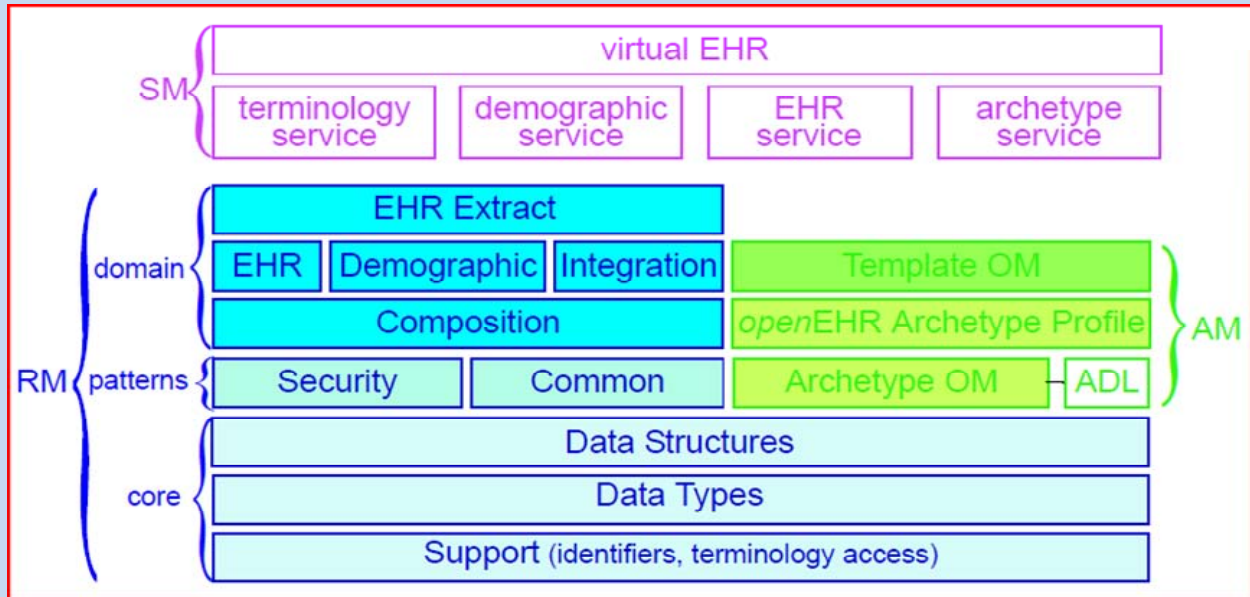 virtual EHR
SM
terminology
service
demographic
service
EHR
service
archetype
service
EHR Extract
domain
EHR
Demographic
Integration
Template OM
Composition
openEHR Archetype Profile
AM
RM
patterns
Security
Common
Archetype OM
ADL
Data Structures
core
Data Types
Support (identifiers, terminology access)